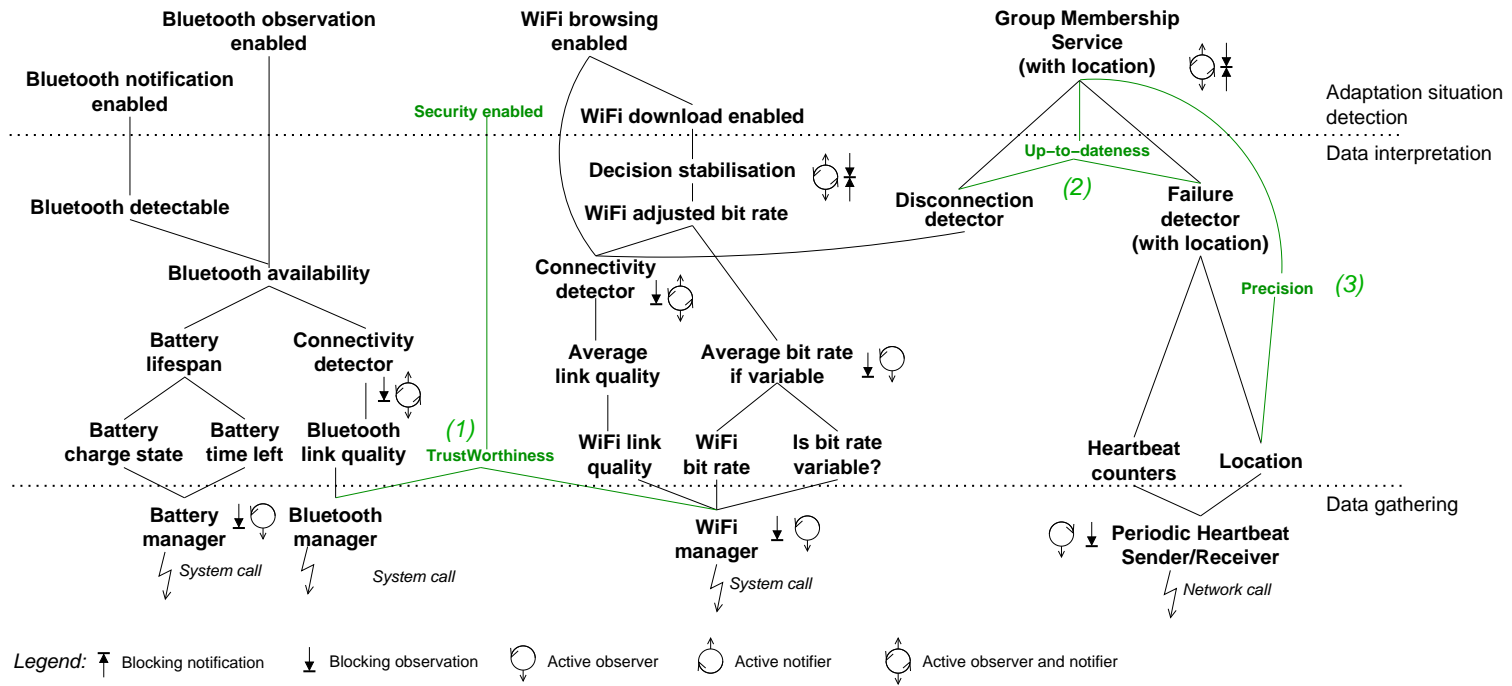 Bluetooth observation
enabled
WiFi browsing
enabled
Group Membership
Service
(with location)
Bluetooth notification
enabled
Security enabled
WiFi download enabled
Adaptation situation
detection
Up−to−dateness
Data interpretation
Decision stabilisation
(2)
Bluetooth detectable
WiFi adjusted bit rate
Disconnection
detector
Failure
detector
(with location)
Bluetooth availability
Connectivity
detector
Precision
(3)
Battery
lifespan
Connectivity
detector
Average
link quality
Average bit rate
if variable
Battery
charge state
Battery
time left
Bluetooth
link quality
(1)
TrustWorthiness
WiFi link
quality
WiFi
bit rate
Is bit rate
variable?
Heartbeat
counters
Location
Data gathering
Battery
manager
Bluetooth
manager
WiFi
manager
Periodic Heartbeat
Sender/Receiver
System call
System call
System call
Network call
Legend:
Blocking notification
Blocking observation
Active observer
Active notifier
Active observer and notifier